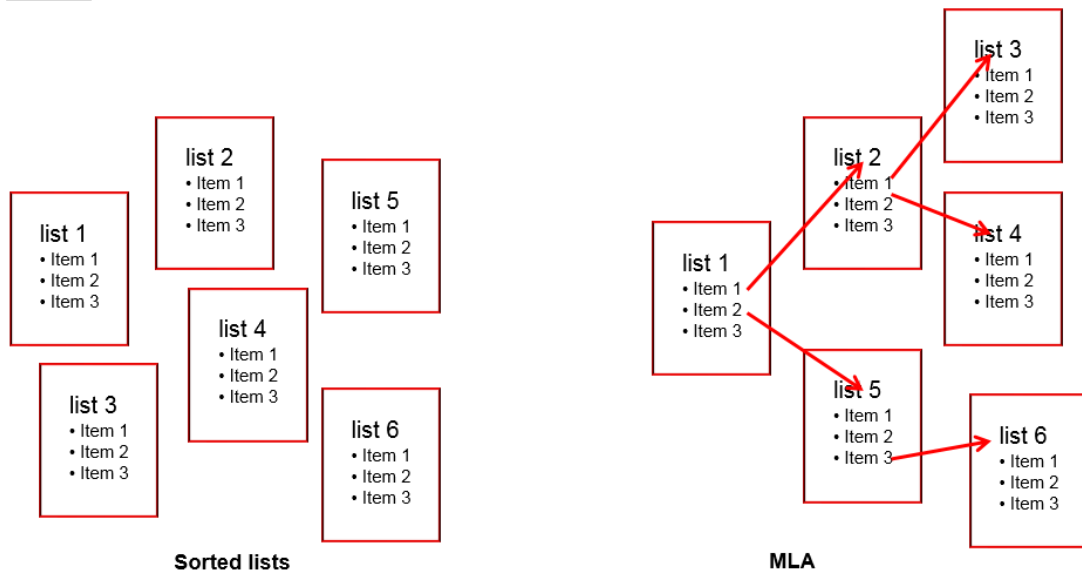 list 1
• Item 1
• Item 2
• Item 3
list 2
• Item 1
• Item 2
• Item 3
list 5
• Item 1
• Item 2
• Item 3
list 3
• Item 1
• Item 2
• Item 3
list 4
• Item 1
• Item 2
• Item 3
list 6
• Item 1
• Item 2
• Item 3
Sorted lists
list 1
• Item 1
• Item 2
• Item 3
list 2
• Item 1
• Item 2
• Item 3
list 3
• Item 1
• Item 2
• Item 3
list 4
• Item 1
• Item 2
• Item 3
list 5
• Item 1
• Item 2
• Item 3
list 6
• Item 1
• Item 2
• Item 3
MLA